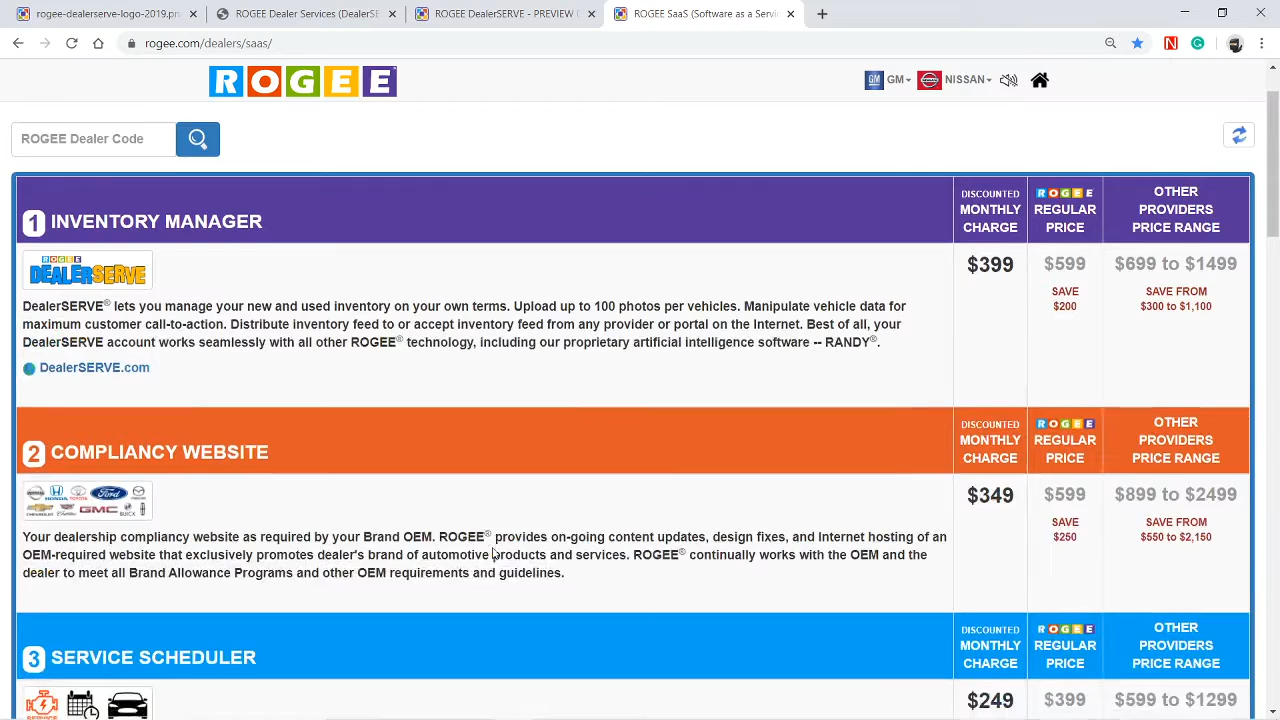 rogee-dealerserve-logo-2019.pn
ROGEE Dealer Services (DealerS
ROGEE DealerSERVE - PREVIEW
ROGEE SaaS (Software as a Servi
rogee.com/dealers/saas/
ROGEE
GM
GM
NISSAN
ROGEE Dealer Code
1 INVENTORY MANAGER
DISCOUNTED
MONTHLY
CHARGE
ROGEE
REGULAR
PRICE
OTHER
PROVIDERS
PRICE RANGE
ROGEE
DEALERSERVE
$399
$599
SAVE
$200
$699 to $1499
SAVE FROM
$300 to $1,100
DealerSERVE® lets you manage your new and used inventory on your own terms. Upload up to 100 photos per vehicles. Manipulate vehicle data for
maximum customer call-to-action. Distribute inventory feed to or accept inventory feed from any provider or portal on the Internet. Best of all, your
DealerSERVE account works seamlessly with all other ROGEE® technology, including our proprietary artificial intelligence software -- RANDY®.
DealerSERVE.com
2 COMPLIANCY WEBSITE
DISCOUNTED
MONTHLY
CHARGE
ROGEE
REGULAR
PRICE
OTHER
PROVIDERS
PRICE RANGE
HONDA
TOYOTA
Ford
CHEVROLET
GMC
BUICK
$349
$599
SAVE
$250
$899 to $2499
SAVE FROM
$550 to $2,150
Your dealership compliancy website as required by your Brand OEM. ROGEE® provides on-going content updates, design fixes, and Internet hosting of an
OEM-required website that exclusively promotes dealer's brand of automotive products and services. ROGEE® continually works with the OEM and the
dealer to meet all Brand Allowance Programs and other OEM requirements and guidelines.
3 SERVICE SCHEDULER
DISCOUNTED
MONTHLY
CHARGE
ROGEE
REGULAR
PRICE
OTHER
PROVIDERS
PRICE RANGE
SERVICE
$249
$399
$599 to $1299